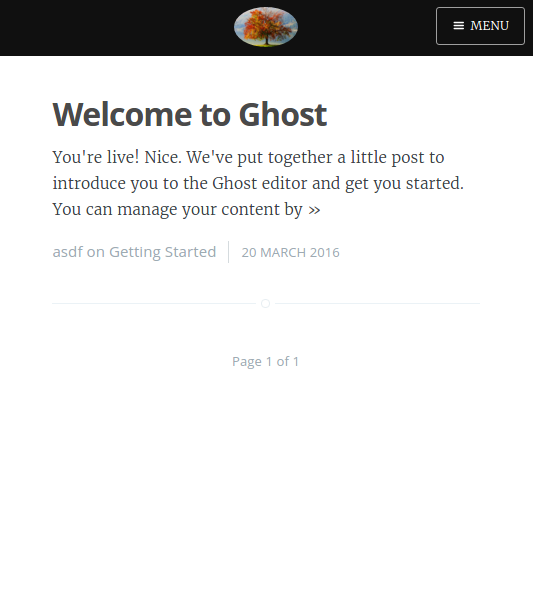 MENU
Welcome to Ghost
You're live! Nice. We've put together a little post to
introduce you to the Ghost editor and get you started.
You can manage your content by »
asdf on Getting Started 20 MARCH 2016
Page 1 of 1